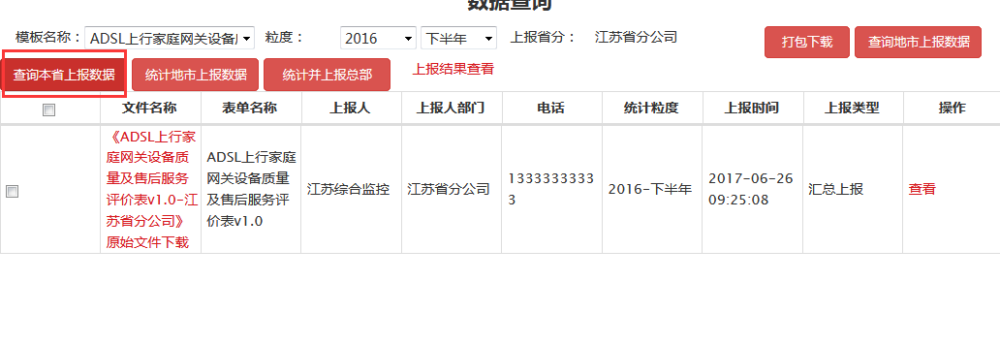 数据查询
模板名称： ADSL上行家庭网关设备 粒度： 2016 下半年 上报省分： 江苏省分公司 打包下载 查询地市上报数据
查询本省上报数据 统计地市上报数据 统计并上报总部 上报结果查看
文件名称 表单名称 上报人 上报人部门 电话 统计粒度 上报时间 上报类型 操作
《ADSL上行家
庭网关设备质
量及售后服务
评价表v1.0-江
苏省分公司》
原始文件下载
ADSL上行家庭
网关设备质量
及售后服务评
价表v1.0
江苏综合监控
江苏省分公司
1333333333
3
2016-下半年
2017-06-26
09:25:08
汇总上报
查看